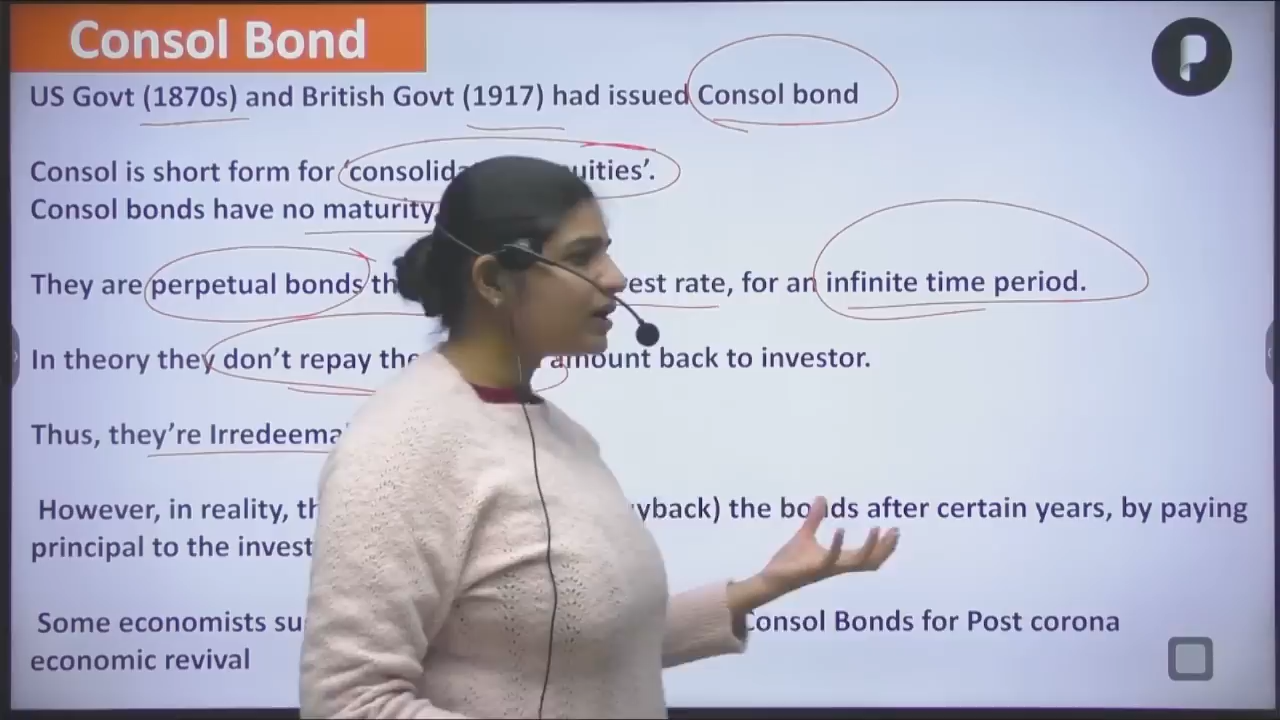 Consol Bond
US Govt (1870s) and British Govt (1917) had issued Consol bond
Consol is short form for 'consolid uities'.
Consol bonds have no maturity
They are perpetual bonds th est rate, for an infinite time period.
In theory they don't repay the amount back to investor.
Thus, they're Irredeema
However, in reality, th yback) the bonds after certain years, by paying
principal to the invest
Some economists su Consol Bonds for Post corona
economic revival